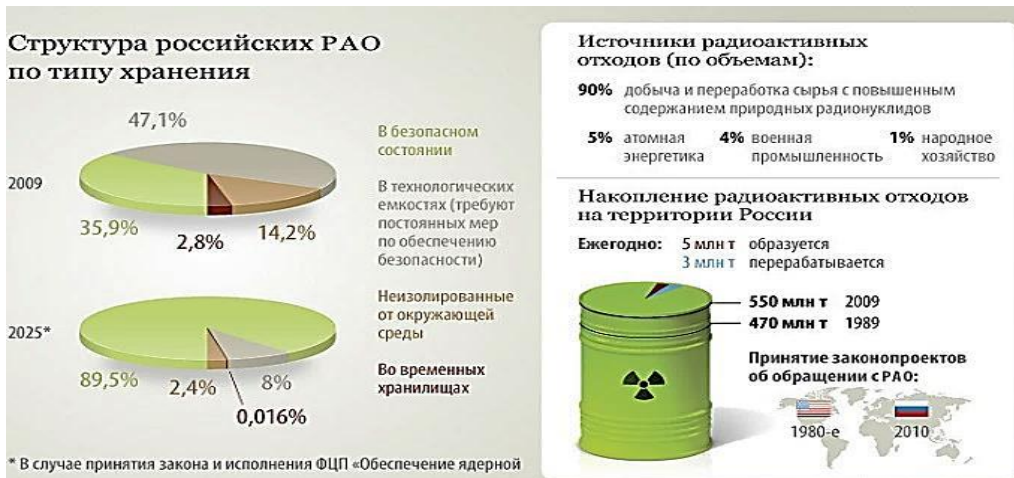 Структура российских РАО
по типу хранения
47,1%
2009
35,9%
2,8%
14,2%
В безопасном
состоянии
В технологических
емкостях (требуют
постоянных мер
по обеспечению
безопасности)
Неизолированные
от окружающей
среды
Во временных
хранилищах
2025*
89,5%
2,4%
8%
0,016%
* В случае принятия закона и исполнения ФЦП «Обеспечение ядерной
Источники радиоактивных
отходов (по объемам):
90% добыча и переработка сырья с повышенным
содержанием природных радионуклидов
5% атомная
энергетика
4% военная
промышленность
1% народное
хозяйство
Накопление радиоактивных отходов
на территории России
Ежегодно: 5 млн т образуется
3 млн т перерабатывается
550 млн т 2009
470 млн т 1989
Принятие законопроектов
об обращении с РАО:
1980-е 2010